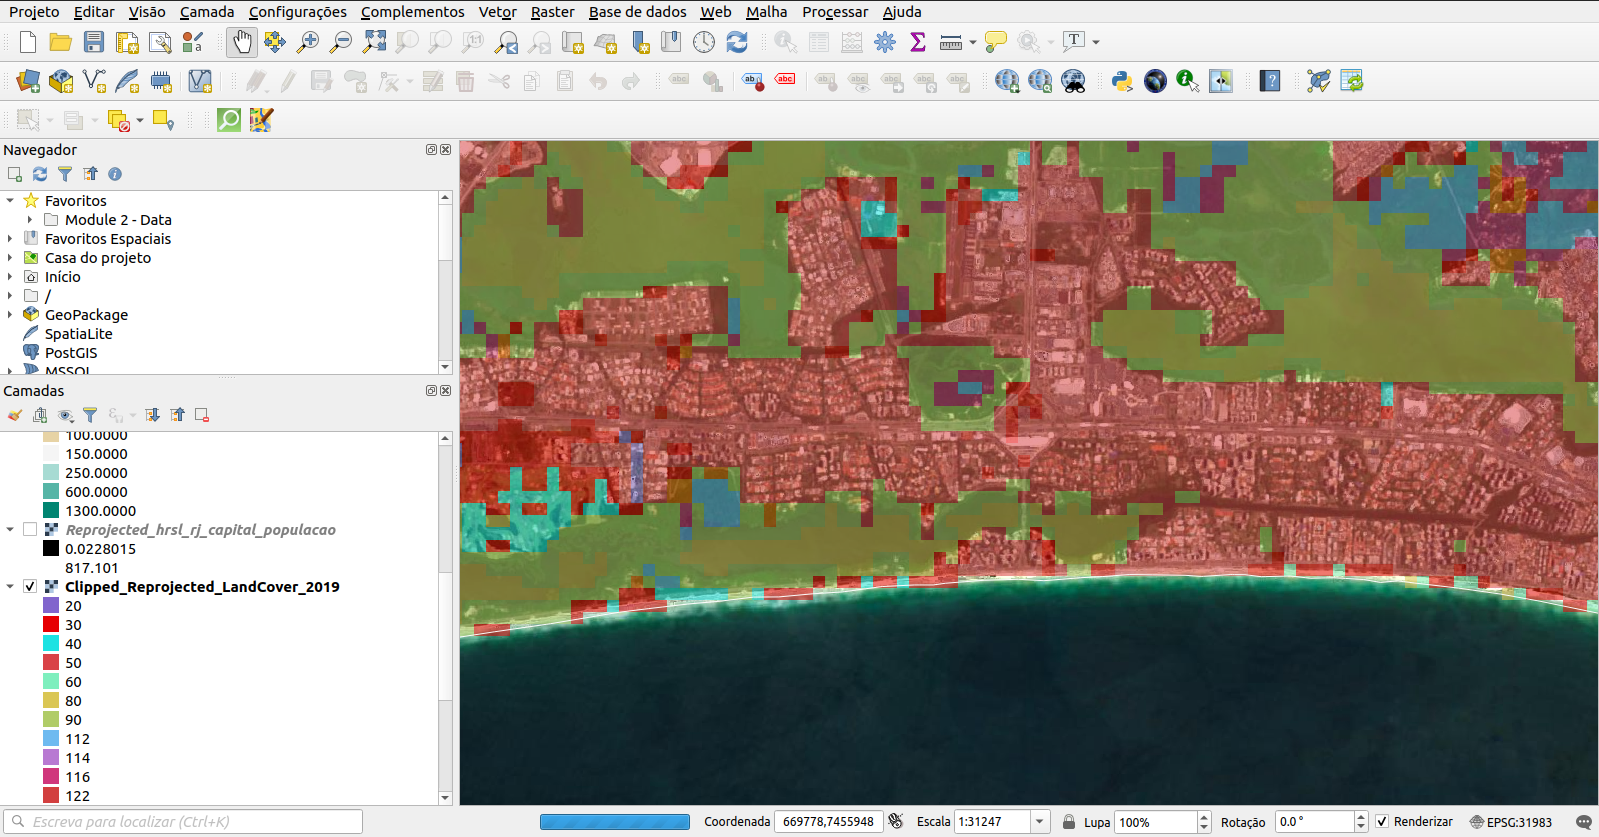 Projeto Editar Visão Camada Configurações Complementos Vetor Raster Base de dados Web Malha Processar Ajuda
Navegador
Favoritos
Module 2 - Data
Favoritos Espaciais
Casa do projeto
Início
/
GeoPackage
SpatiaLite
PostGIS
MSSQL
Camadas
100.0000
150.0000
250.0000
600.0000
1300.0000
Reprojected_hrsl_rj_capital_populacao
0.0228015
817.101
Clipped_Reprojected_LandCover_2019
20
30
40
50
60
80
90
112
114
116
122
Escreva para localizar (Ctrl+K)
Coordenada 669778,7455948 Escala 1:31247 Lupa 100% Rotação 0.0 ° Renderizar EPSG:31983